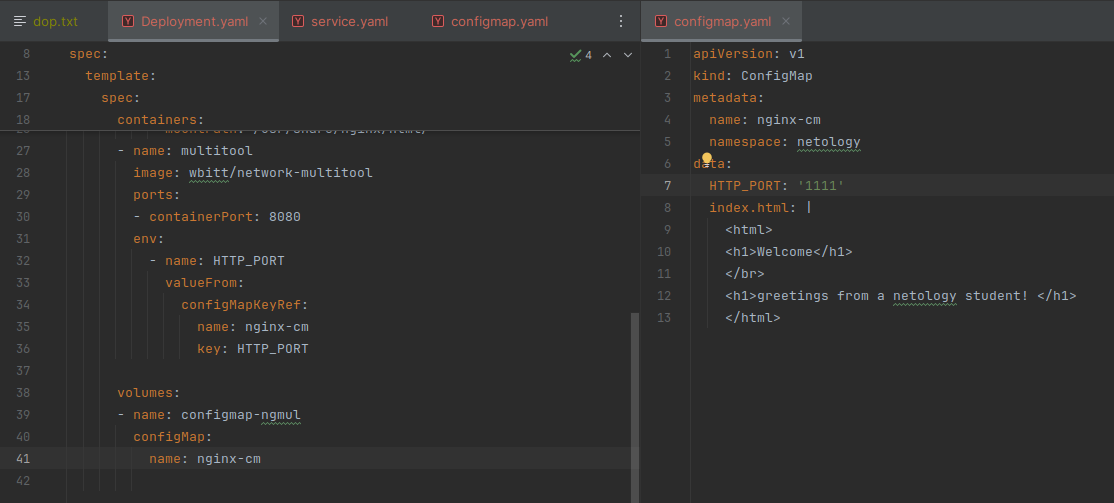 dop.txt
Deployment.yaml
service.yaml
configmap.yaml
configmap.yaml
8 spec:
4
13 template:
17 spec:
18 containers:
27 - name: multitool
28 image: wbitt/network-multitool
29 ports:
30 - containerPort: 8080
31 env:
32 - name: HTTP_PORT
33 valueFrom:
34 configMapKeyRef:
35 name: nginx-cm
36 key: HTTP_PORT
37
38 volumes:
39 - name: configmap-ngmul
40 configMap:
41 name: nginx-cm
42
1 apiVersion: v1
2 kind: ConfigMap
3 metadata:
4 name: nginx-cm
5 namespace: netology
6 data:
7 HTTP_PORT: '1111'
8 index.html: |
9 <html>
10 <h1>Welcome</h1>
11 </br>
12 <h1>greetings from a netology student! </h1>
13 </html>